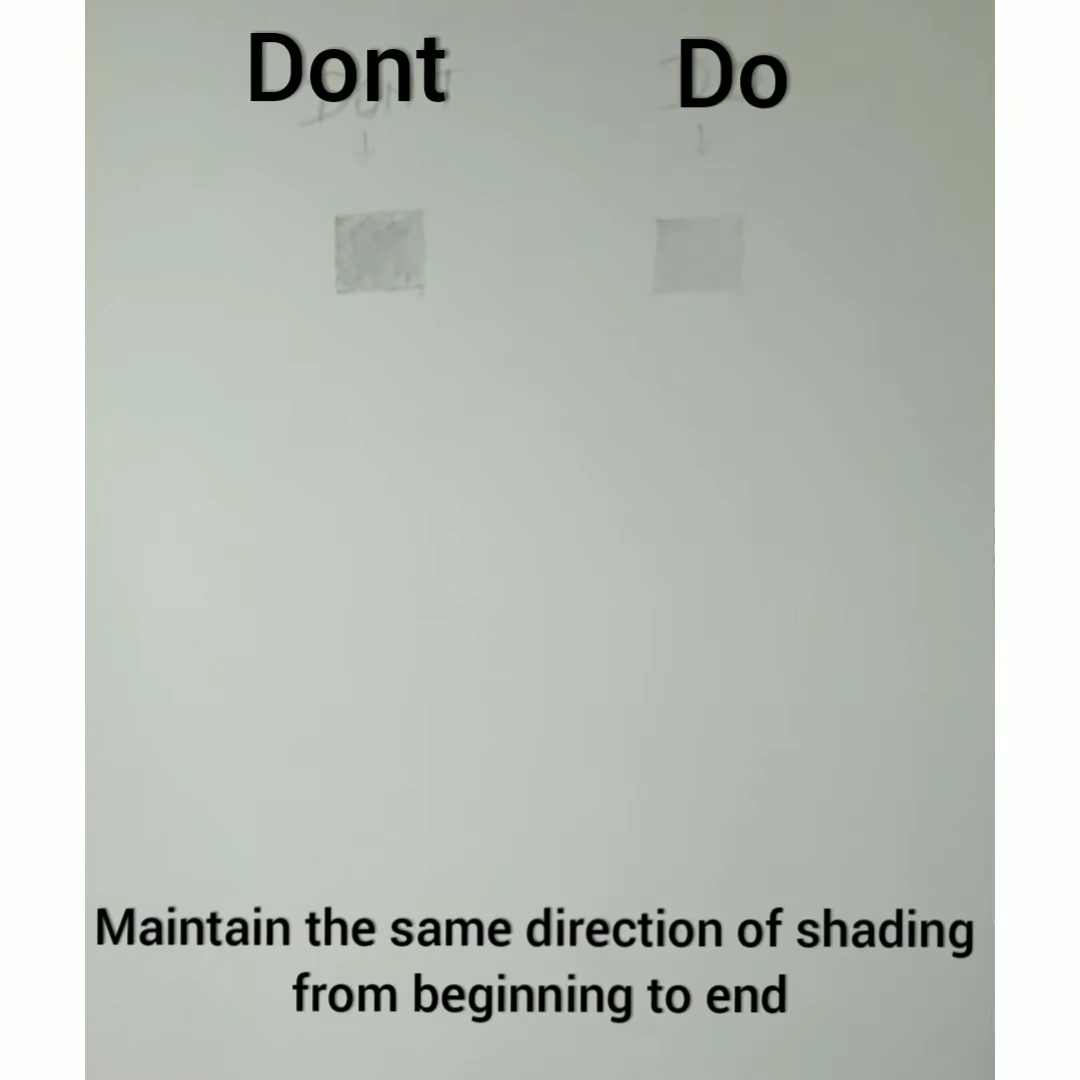 Dont Do
Maintain the same direction of shading
from beginning to end